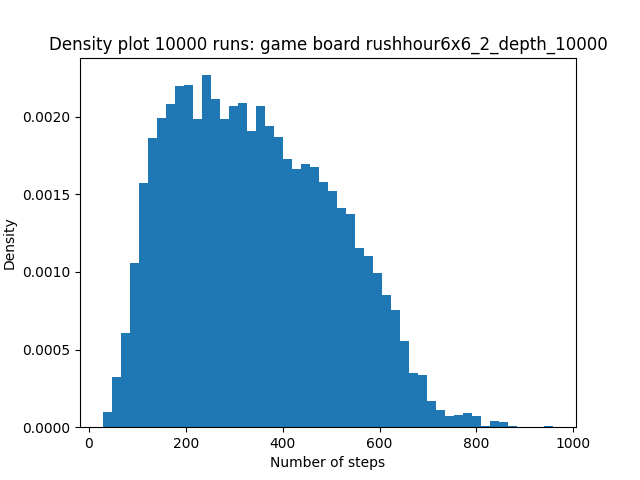 Density plot 10000 runs: game board rushhour6x6_2_depth_10000
0.0020
0.0015
0.0010
0.0005
0.0000
Density
0 200 400 600 800 1000
Number of steps